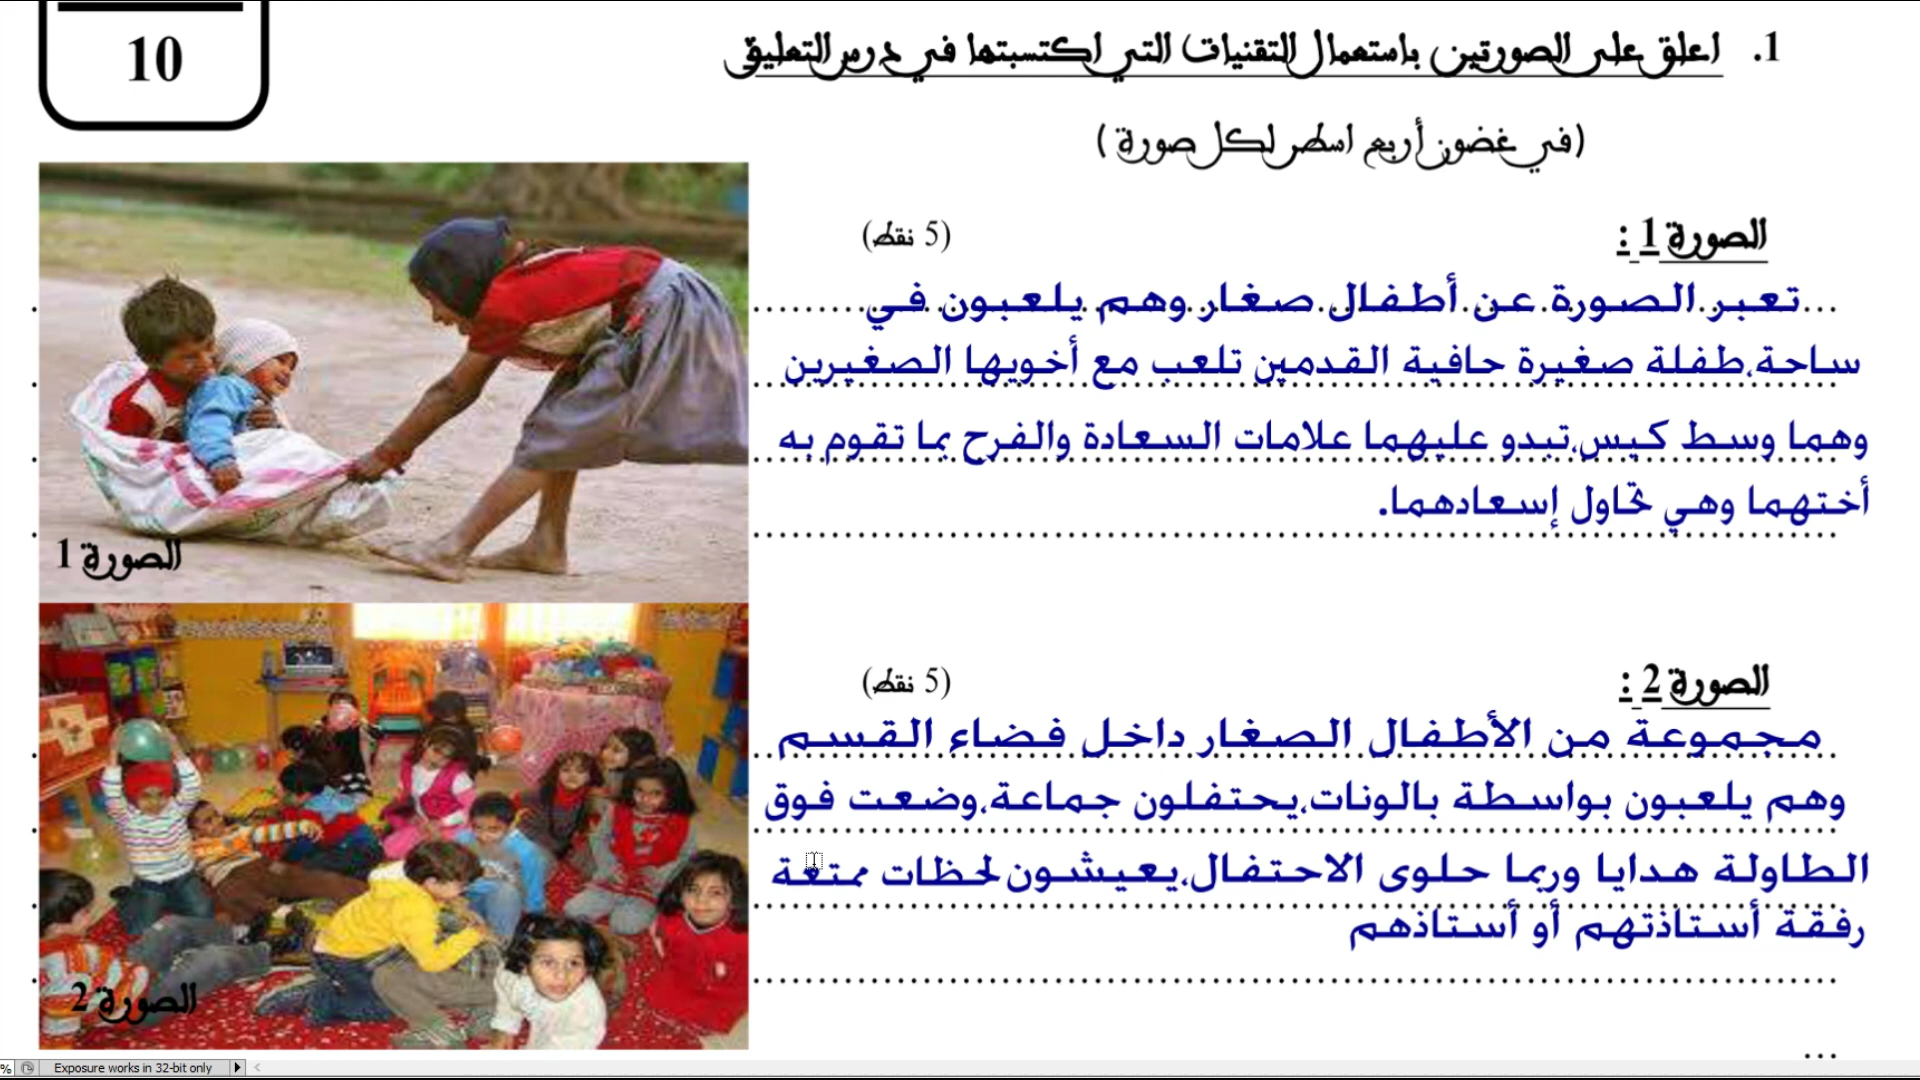 10
1. اعلق على الصورتين باستعمال التقنيات التي اكتسبتها في درس التعليق
(في غضون أربع اسطر لكل صورة)
الصورة 1 : (5 نقط)
...تعبر الصورة عن أطفال صغار وهم يلعبون في
ساحة،طفلة صغيرة حافية القدمين تلعب مع أخويها الصغيرين
وهما وسط كيس،تبدو عليهما علامات السعادة والفرح بما تقوم به
أختهما وهي تحاول إسعادهما.
الصورة 1
الصورة 2 : (5 نقط)
مجموعة من الأطفال الصغار داخل فضاء القسم
وهم يلعبون بواسطة بالونات،يحتفلون جماعة،وضعت فوق
الطاولة هدايا وربما حلوى الاحتفال،يعيشون لحظات ممتعة
رفقة أستاذتهم أو أستاذهم
الصورة 2
...
% Exposure works in 32-bit only